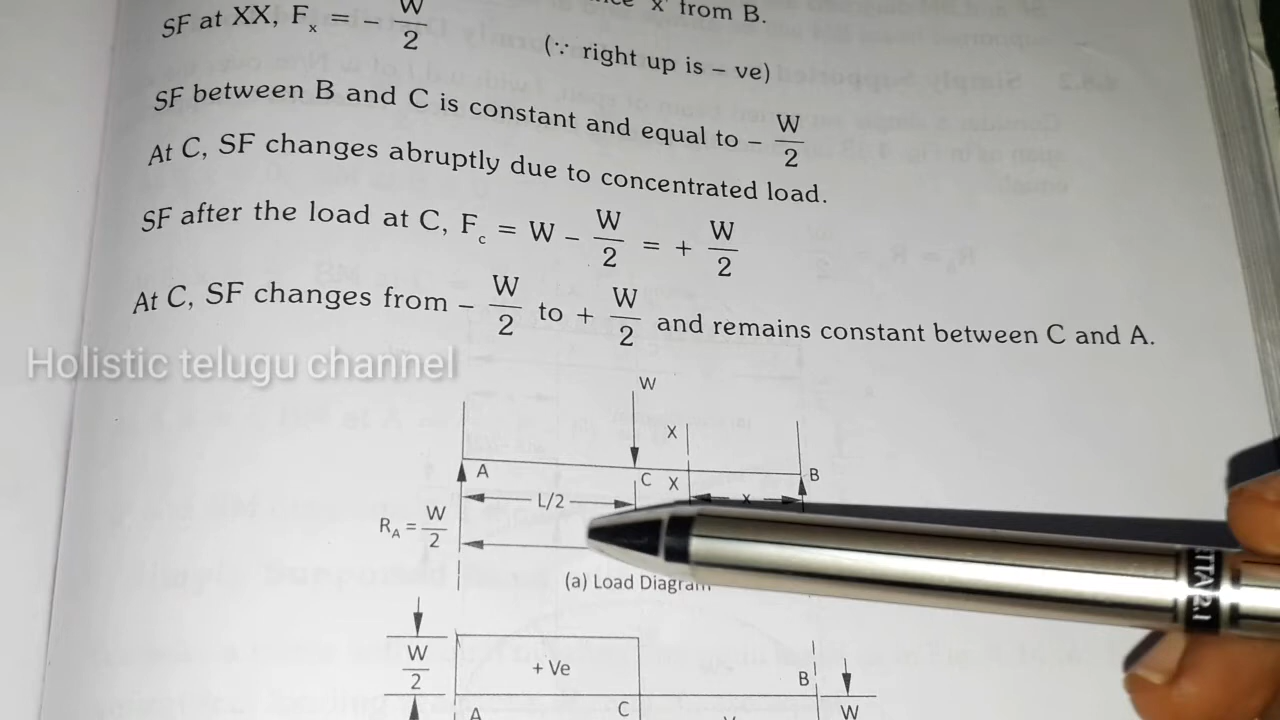 x from B.
SF at XX, Fₓ = − W/2
(∵ right up is – ve)
SF between B and C is constant and equal to – W/2
At C, SF changes abruptly due to concentrated load.
SF after the load at C, F_c = W − W/2 = + W/2
At C, SF changes from – W/2 to + W/2 and remains constant between C and A.
Holistic telugu channel
W
X
A
C X
B
L/2
x
R_A = W/2
(a) Load Diagram
W/2
+ Ve
B
A
C
W